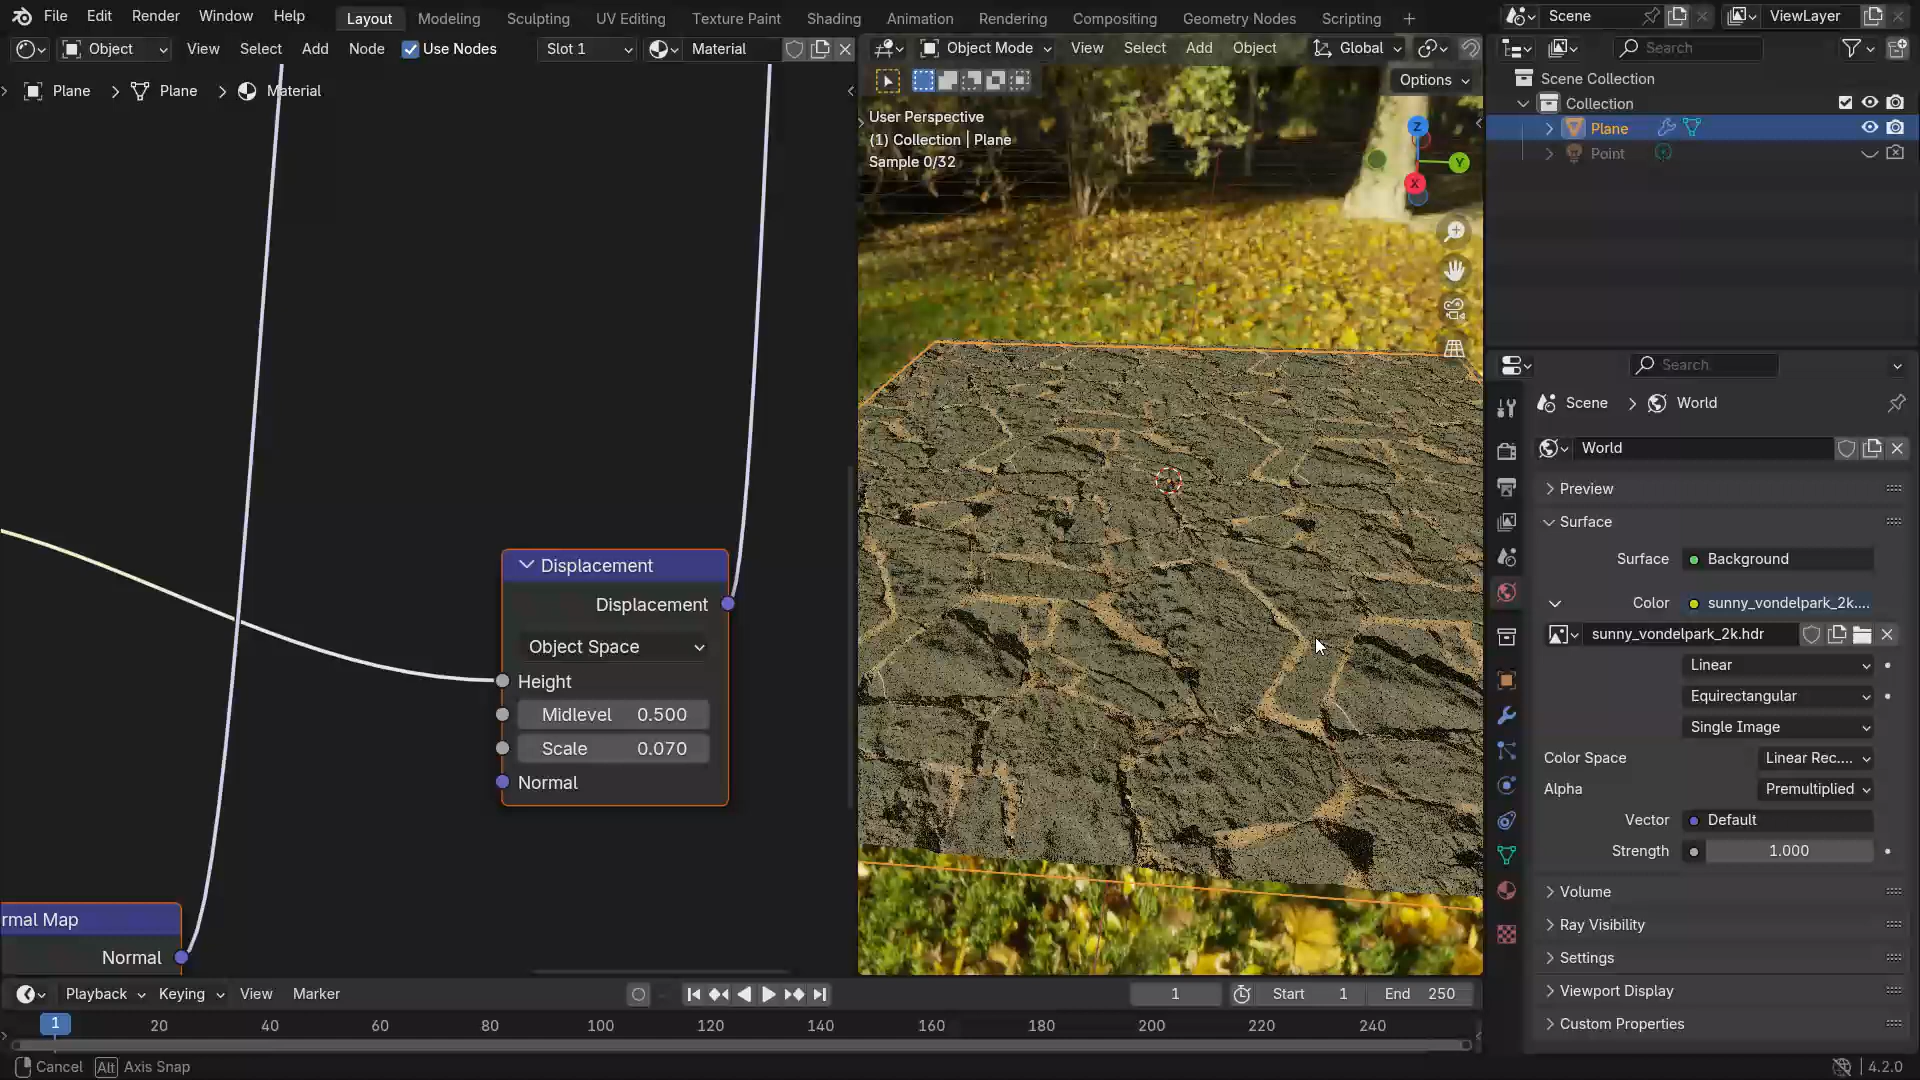 File Edit Render Window Help Layout Modeling Sculpting UV Editing Texture Paint Shading Animation Rendering Compositing Geometry Nodes Scripting Scene ViewLayer
Object View Select Add Node Use Nodes Slot 1 Material
Object Mode View Select Add Object Global
Search
Plane Plane Material
Options
User Perspective
(1) Collection | Plane
Sample 0/32
Z
Y
X
Scene Collection
Collection
Plane
Point
Displacement
Displacement
Object Space
Height
Midlevel 0.500
Scale 0.070
Normal
rmal Map
Normal
Search
Scene World
World
Preview
Surface
Surface Background
Color sunny_vondelpark_2k....
sunny_vondelpark_2k.hdr
Linear
Equirectangular
Single Image
Color Space Linear Rec....
Alpha Premultiplied
Vector Default
Strength 1.000
Volume
Ray Visibility
Settings
Viewport Display
Custom Properties
Playback Keying View Marker 1 Start 1 End 250
1 20 40 60 80 100 120 140 160 180 200 220 240
Cancel Alt Axis Snap 4.2.0